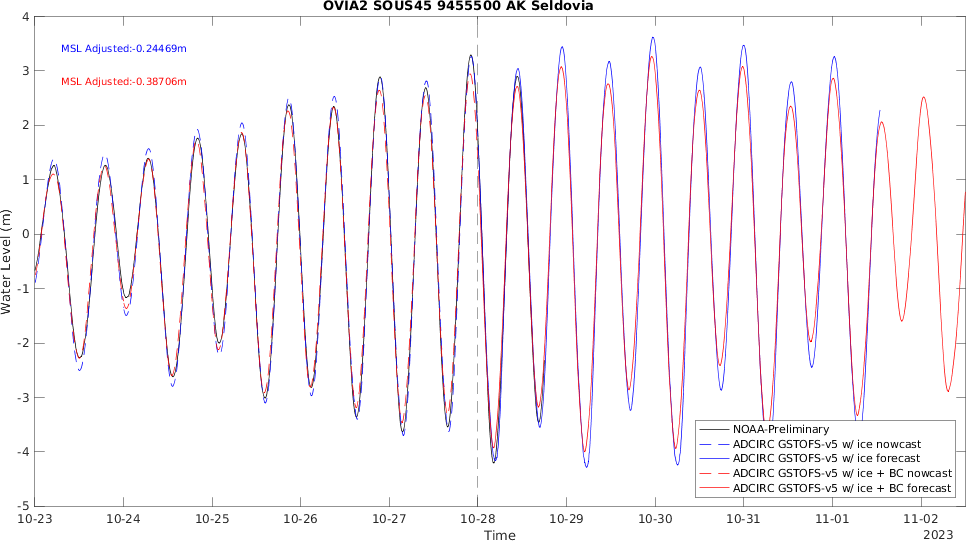 OVIA2 SOUS45 9455500 AK Seldovia
MSL Adjusted:-0.24469m
MSL Adjusted:-0.38706m
Water Level (m)
4
3
2
1
0
-1
-2
-3
-4
-5
NOAA-Preliminary
ADCIRC GSTOFS-v5 w/ ice nowcast
ADCIRC GSTOFS-v5 w/ ice forecast
ADCIRC GSTOFS-v5 w/ ice + BC nowcast
ADCIRC GSTOFS-v5 w/ ice + BC forecast
10-23 10-24 10-25 10-26 10-27 10-28 10-29 10-30 10-31 11-01 11-02
Time
2023